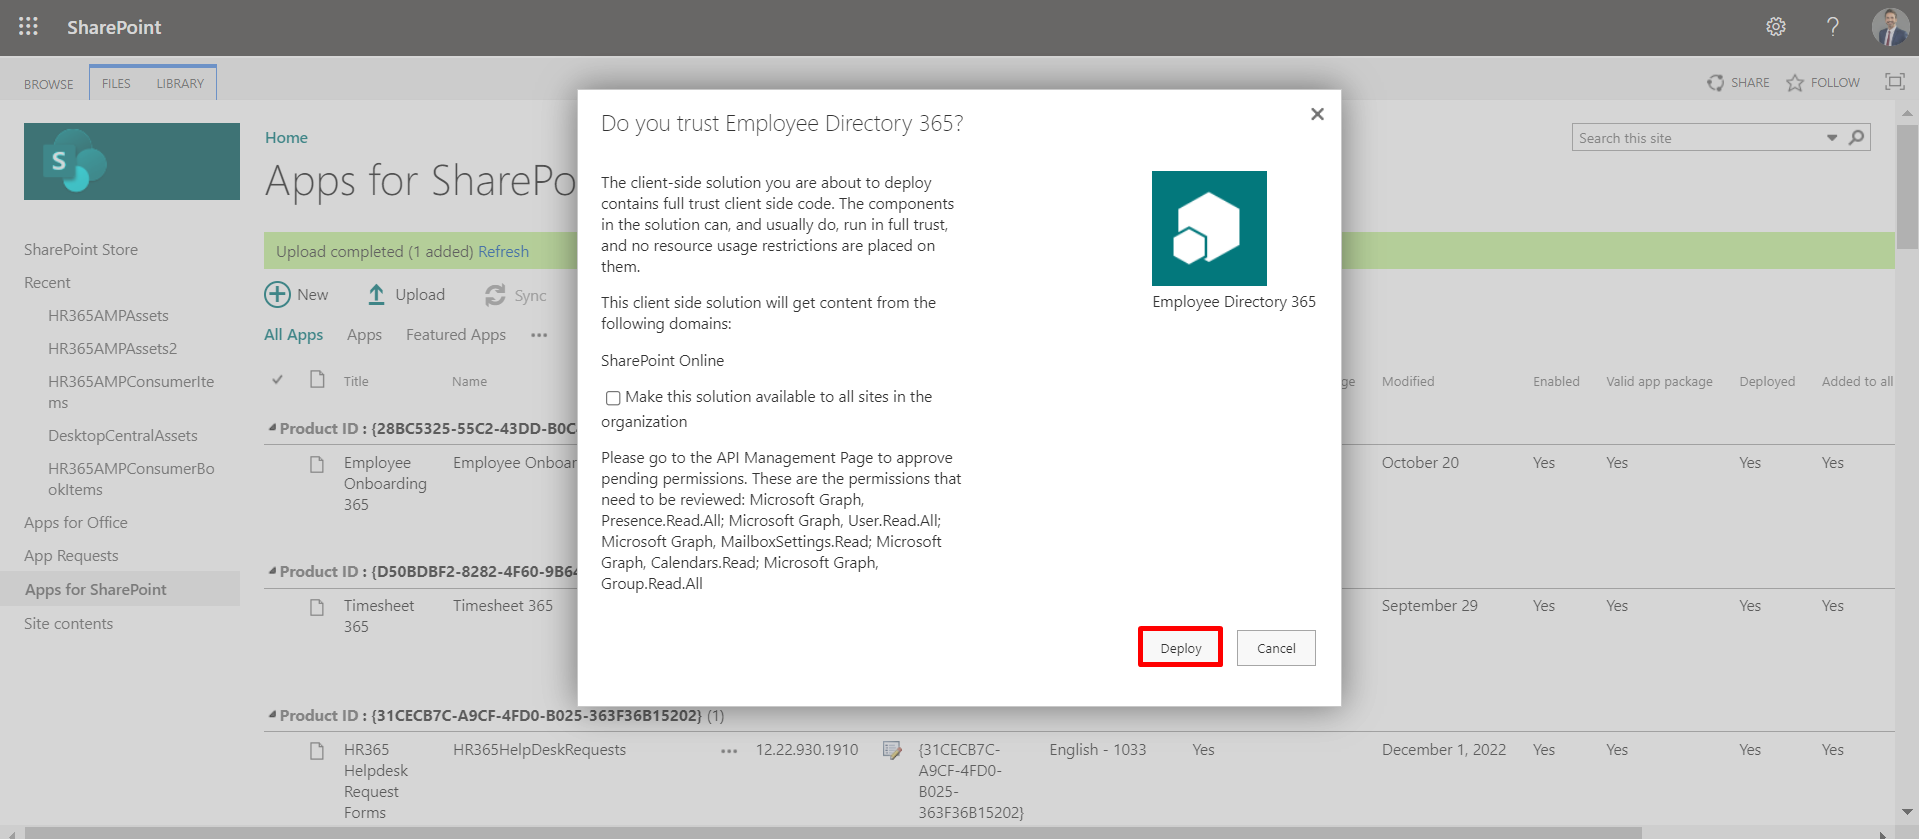 SharePoint
?
BROWSE
FILES
LIBRARY
SHARE
FOLLOW
S
Home
Apps for SharePo
Search this site
SharePoint Store
Recent
HR365AMPAssets
HR365AMPAssets2
HR365AMPConsumerIte
ms
DesktopCentralAssets
HR365AMPConsumerBo
okItems
Apps for Office
App Requests
Apps for SharePoint
Site contents
Upload completed (1 added) Refresh
New
Upload
Sync
All Apps
Apps
Featured Apps
Title
Name
ge
Modified
Enabled
Valid app package
Deployed
Added to all
Product ID : {28BC5325-55C2-43DD-B0C
Employee
Onboarding
365
Employee Onboar
October 20
Yes
Yes
Yes
Yes
Product ID : {D50BDBF2-8282-4F60-9B64
Timesheet
365
Timesheet 365
September 29
Yes
Yes
Yes
Yes
Product ID : {31CECB7C-A9CF-4FD0-B025-363F36B15202} (1)
HR365
Helpdesk
Request
Forms
HR365HelpDeskRequests
12.22.930.1910
{31CECB7C-
A9CF-4FD0-
B025-
363F36B15202}
English - 1033
Yes
December 1, 2022
Yes
Yes
Yes
Yes
Do you trust Employee Directory 365?
The client-side solution you are about to deploy
contains full trust client side code. The components
in the solution can, and usually do, run in full trust,
and no resource usage restrictions are placed on
them.
This client side solution will get content from the
following domains:
SharePoint Online
Make this solution available to all sites in the
organization
Please go to the API Management Page to approve
pending permissions. These are the permissions that
need to be reviewed: Microsoft Graph,
Presence.Read.All; Microsoft Graph, User.Read.All;
Microsoft Graph, MailboxSettings.Read; Microsoft
Graph, Calendars.Read; Microsoft Graph,
Group.Read.All
Employee Directory 365
Deploy
Cancel